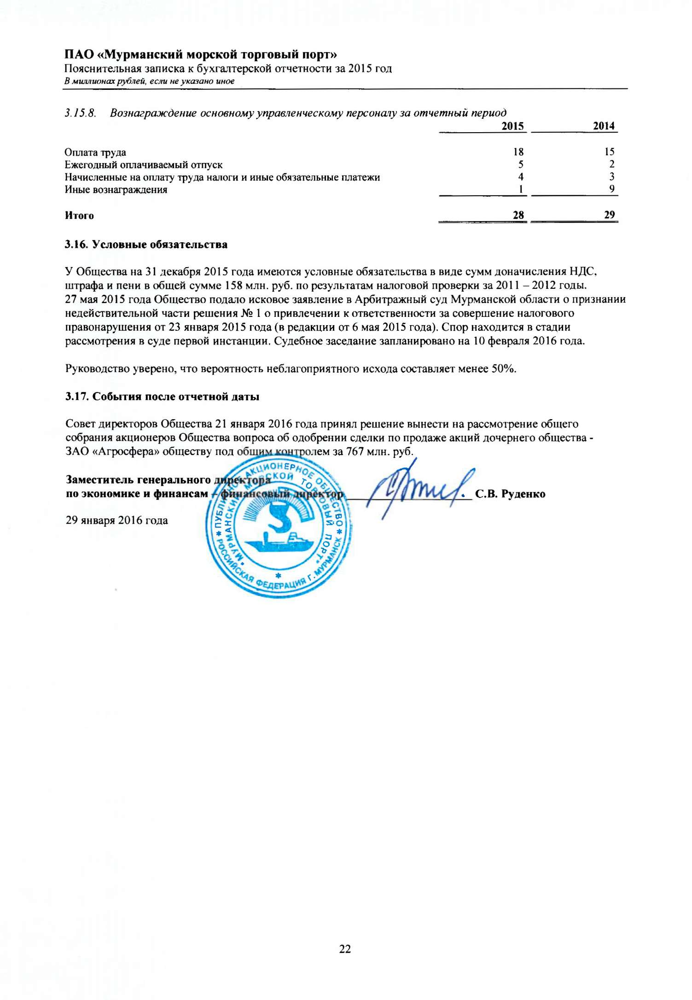 ПАО «Мурманский морской торговый порт»
Пояснительная записка к бухгалтерской отчетности за 2015 год
В миллионах рублей, если не указано иное
3.15.8. Вознаграждение основному управленческому персоналу за отчетный период
2015 2014
Оплата труда 18 15
Ежегодный оплачиваемый отпуск 5 2
Начисленные на оплату труда налоги и иные обязательные платежи 4 3
Иные вознаграждения 1 9
Итого 28 29
3.16. Условные обязательства
У Общества на 31 декабря 2015 года имеются условные обязательства в виде сумм доначисления НДС,
штрафа и пени в общей сумме 158 млн. руб. по результатам налоговой проверки за 2011 – 2012 годы.
27 мая 2015 года Общество подало исковое заявление в Арбитражный суд Мурманской области о признании
недействительной части решения № 1 о привлечении к ответственности за совершение налогового
правонарушения от 23 января 2015 года (в редакции от 6 мая 2015 года). Спор находится в стадии
рассмотрения в суде первой инстанции. Судебное заседание запланировано на 10 февраля 2016 года.
Руководство уверено, что вероятность неблагоприятного исхода составляет менее 50%.
3.17. События после отчетной даты
Совет директоров Общества 21 января 2016 года принял решение вынести на рассмотрение общего
собрания акционеров Общества вопроса об одобрении сделки по продаже акций дочернего общества -
ЗАО «Агросфера» обществу под общим контролем за 767 млн. руб.
Заместитель генерального директора
по экономике и финансам – финансовый директор С.В. Руденко
29 января 2016 года
* ПУБЛИЧНОЕ АКЦИОНЕРНОЕ ОБЩЕСТВО *
РОССИЙСКАЯ ФЕДЕРАЦИЯ Г. МУРМАНСК
МУРМАНСКИЙ МОРСКОЙ ТОРГОВЫЙ ПОРТ
22